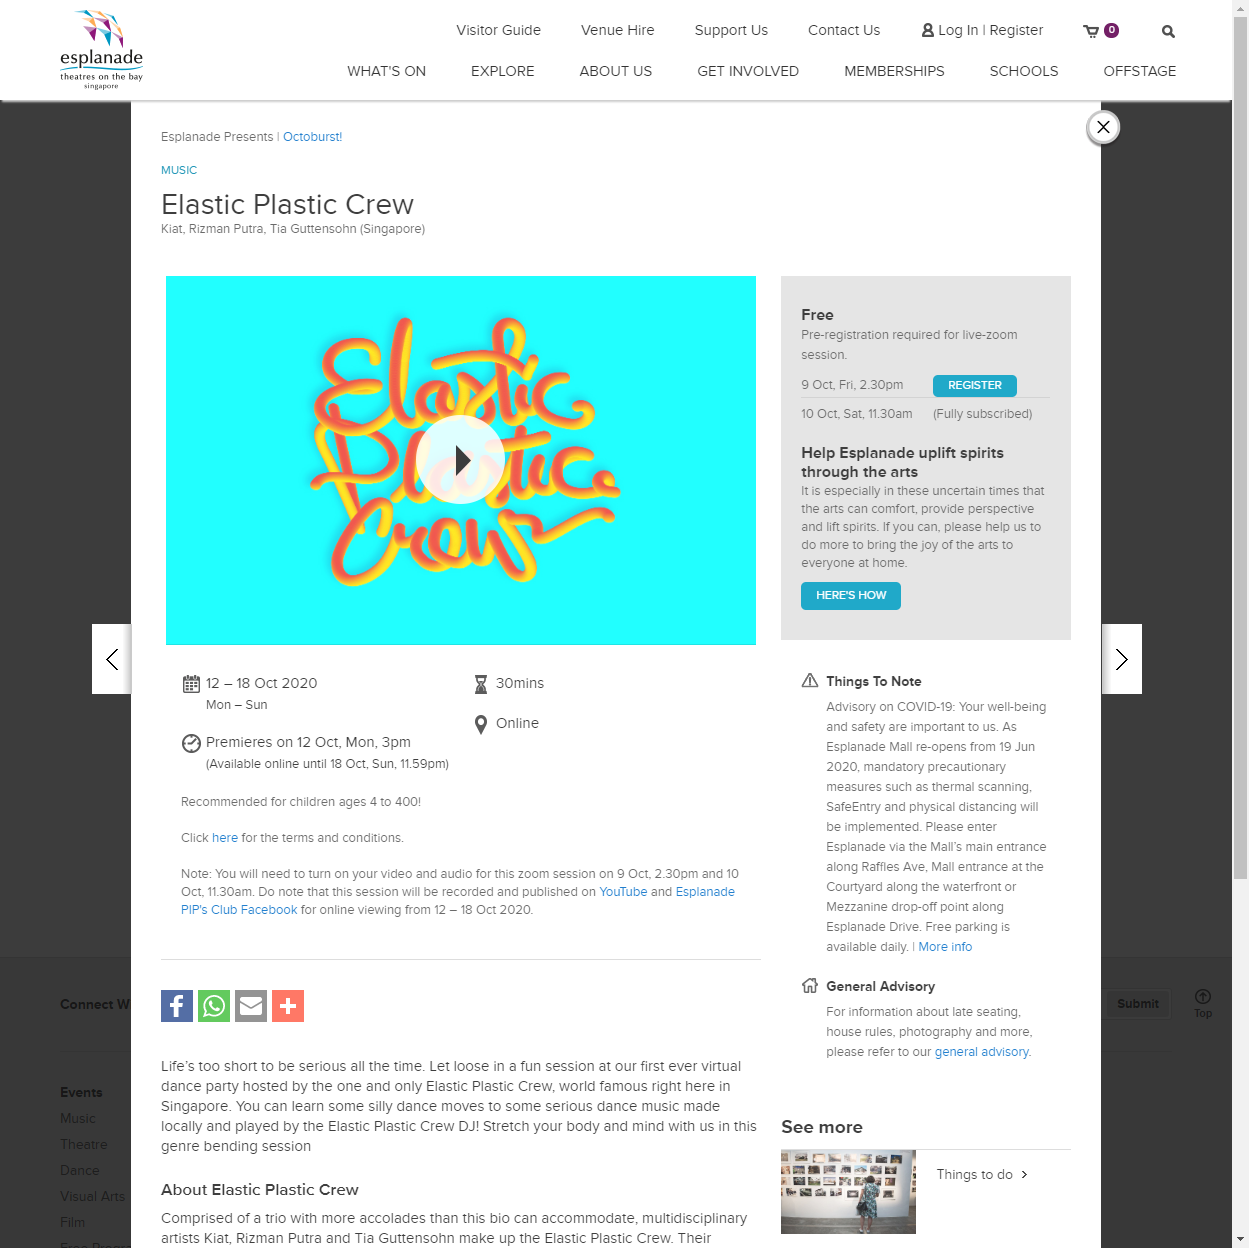 esplanade
theatres on the bay
singapore
Visitor Guide
Venue Hire
Support Us
Contact Us
Log In | Register
0
WHAT'S ON
EXPLORE
ABOUT US
GET INVOLVED
MEMBERSHIPS
SCHOOLS
OFFSTAGE
Esplanade Presents | Octoburst!
MUSIC
Elastic Plastic Crew
Kiat, Rizman Putra, Tia Guttensohn (Singapore)
Elastic
Plastic
Crew
12 – 18 Oct 2020
Mon – Sun
Premieres on 12 Oct, Mon, 3pm
(Available online until 18 Oct, Sun, 11.59pm)
30mins
Online
Recommended for children ages 4 to 400!
Click here for the terms and conditions.
Note: You will need to turn on your video and audio for this zoom session on 9 Oct, 2.30pm and 10
Oct, 11.30am. Do note that this session will be recorded and published on YouTube and Esplanade
PIP's Club Facebook for online viewing from 12 – 18 Oct 2020.
Life’s too short to be serious all the time. Let loose in a fun session at our first ever virtual
dance party hosted by the one and only Elastic Plastic Crew, world famous right here in
Singapore. You can learn some silly dance moves to some serious dance music made
locally and played by the Elastic Plastic Crew DJ! Stretch your body and mind with us in this
genre bending session
About Elastic Plastic Crew
Comprised of a trio with more accolades than this bio can accommodate, multidisciplinary
artists Kiat, Rizman Putra and Tia Guttensohn make up the Elastic Plastic Crew. Their
Free
Pre-registration required for live-zoom
session.
9 Oct, Fri, 2.30pm REGISTER
10 Oct, Sat, 11.30am (Fully subscribed)
Help Esplanade uplift spirits
through the arts
It is especially in these uncertain times that
the arts can comfort, provide perspective
and lift spirits. If you can, please help us to
do more to bring the joy of the arts to
everyone at home.
HERE'S HOW
Things To Note
Advisory on COVID-19: Your well-being
and safety are important to us. As
Esplanade Mall re-opens from 19 Jun
2020, mandatory precautionary
measures such as thermal scanning,
SafeEntry and physical distancing will
be implemented. Please enter
Esplanade via the Mall’s main entrance
along Raffles Ave, Mall entrance at the
Courtyard along the waterfront or
Mezzanine drop-off point along
Esplanade Drive. Free parking is
available daily. | More info
General Advisory
For information about late seating,
house rules, photography and more,
please refer to our general advisory.
See more
Things to do
Connect W
Submit
Top
Events
Music
Theatre
Dance
Visual Arts
Film